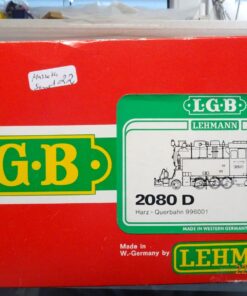 L·G·B
LEHMANN
G·B
2080 D
Harz - Querbahn 996001
MADE IN WESTERN GERMANY
Made in
W.-Germany by
LEHM